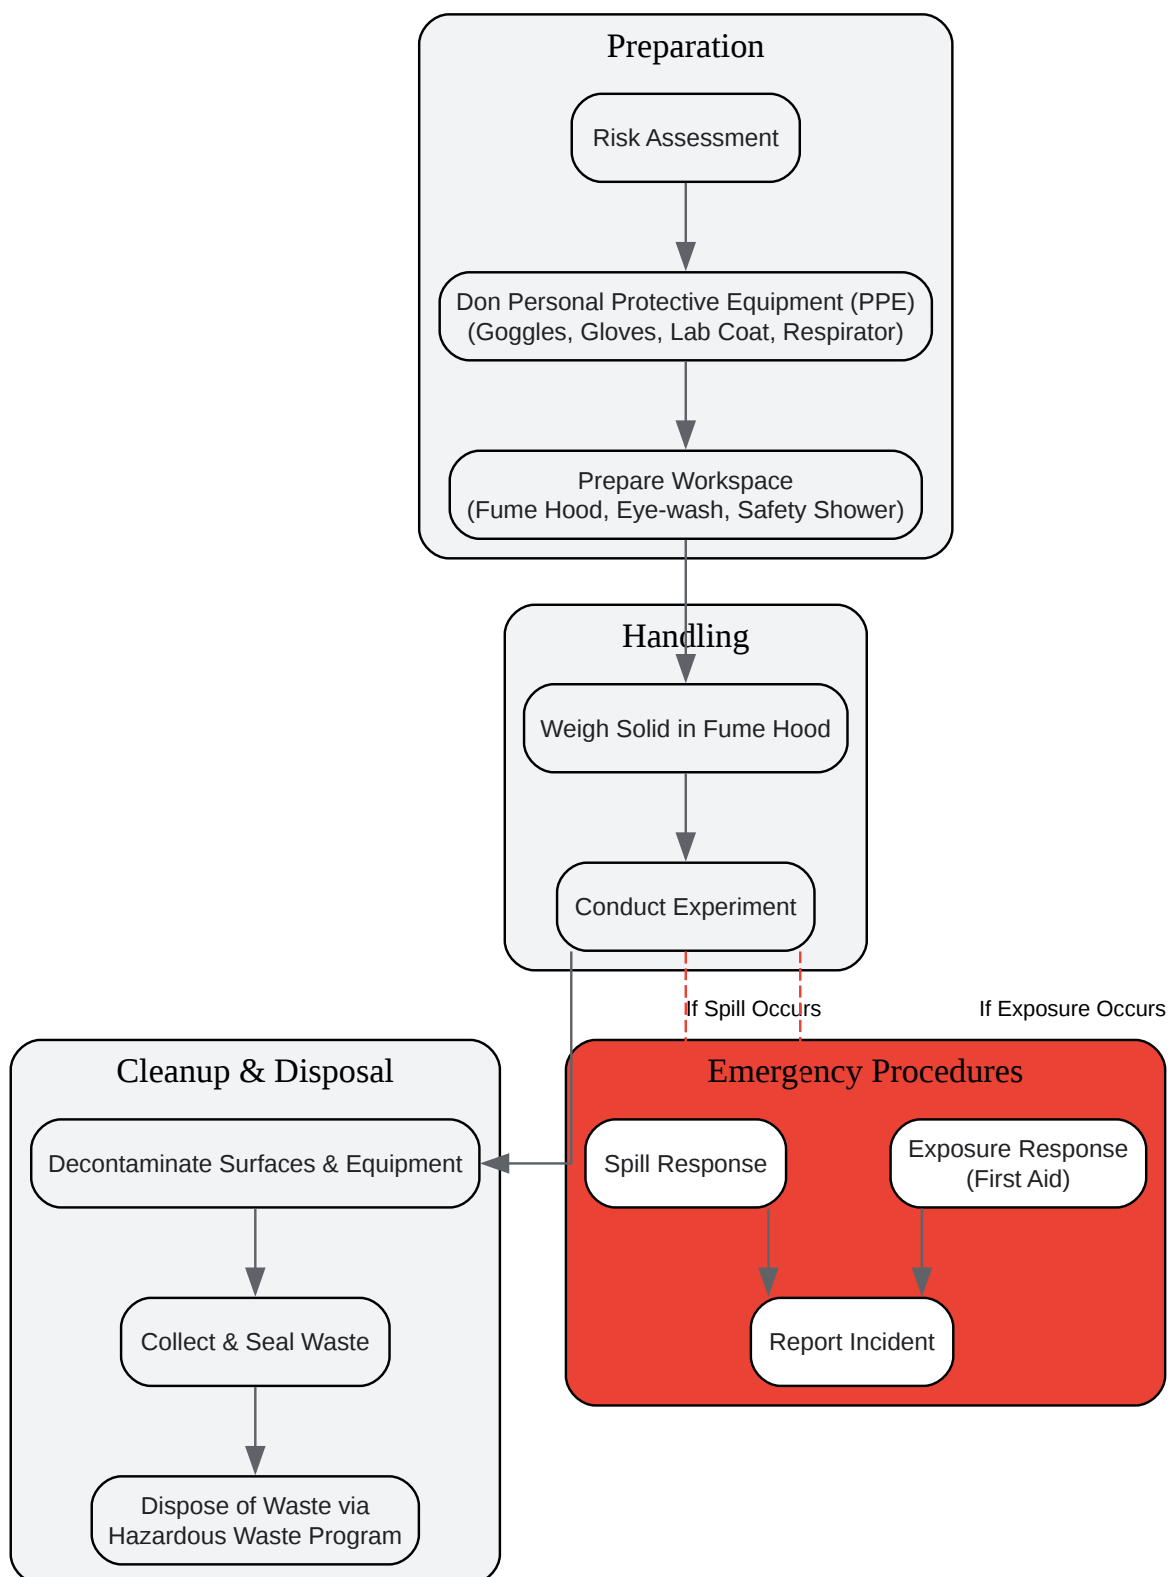 Preparation
Risk Assessment
Don Personal Protective Equipment (PPE)
(Goggles, Gloves, Lab Coat, Respirator)
Prepare Workspace
(Fume Hood, Eye-wash, Safety Shower)
Handling
Weigh Solid in Fume Hood
Conduct Experiment
If Spill Occurs
If Exposure Occurs
Cleanup & Disposal
Decontaminate Surfaces & Equipment
Collect & Seal Waste
Dispose of Waste via
Hazardous Waste Program
Emergency Procedures
Spill Response
Exposure Response
(First Aid)
Report Incident